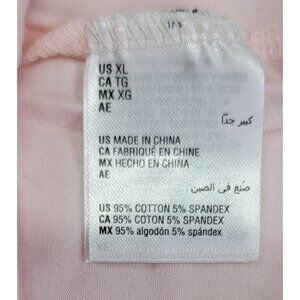 US XL
CA TG
MX XG
AE
كبير جدًا
US MADE IN CHINA
CA FABRIQUÉ EN CHINE
MX HECHO EN CHINA
AE
صُنع في الصين
US 95% COTTON 5% SPANDEX
CA 95% COTON 5% SPANDEX
MX 95% algodón 5% spándex